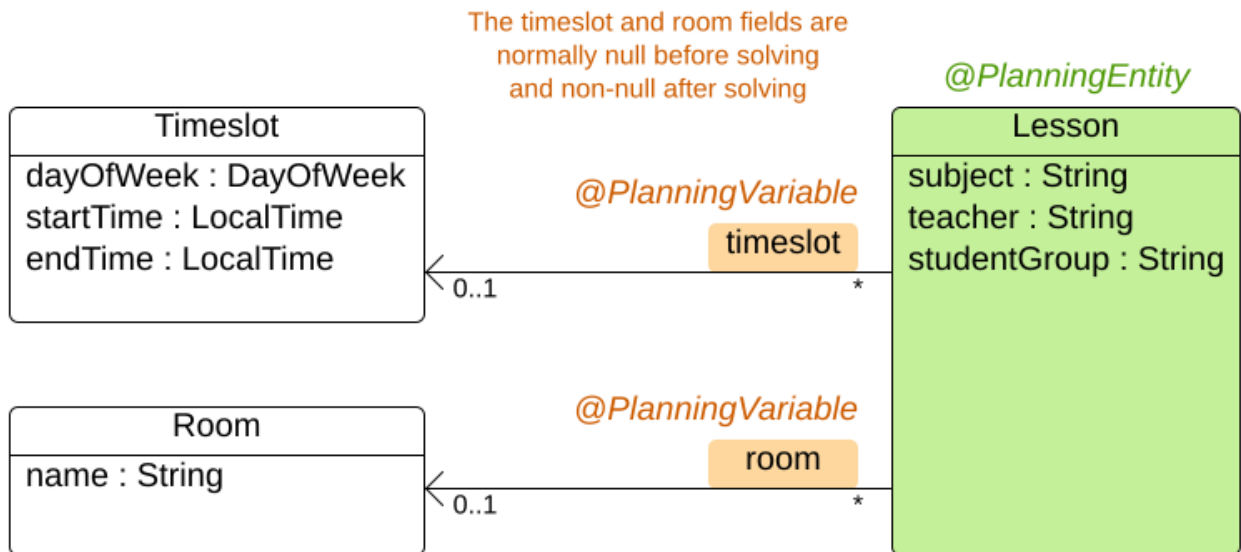 The timeslot and room fields are
normally null before solving
and non-null after solving
@PlanningEntity
Timeslot
dayOfWeek : DayOfWeek
startTime : LocalTime
endTime : LocalTime
@PlanningVariable
timeslot
0..1
*
Lesson
subject : String
teacher : String
studentGroup : String
Room
name : String
@PlanningVariable
room
0..1
*